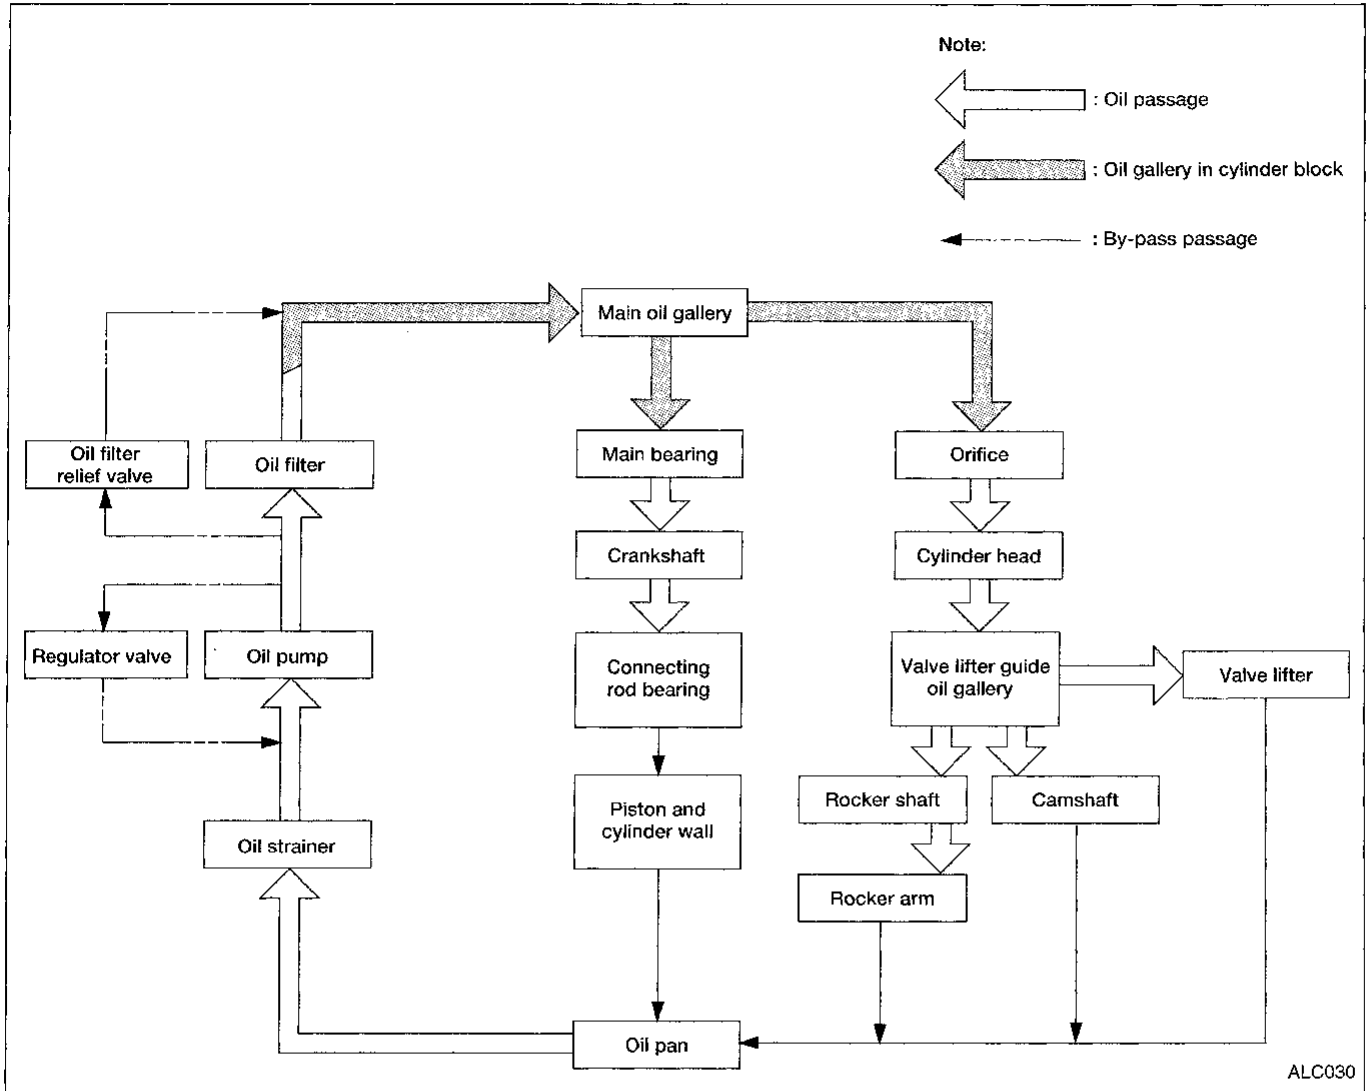 Note:
: Oil passage
: Oil gallery in cylinder block
: By-pass passage
Main oil gallery
Oil filter
relief valve
Oil filter
Main bearing
Orifice
Crankshaft
Cylinder head
Regulator valve
Oil pump
Connecting
rod bearing
Valve lifter guide
oil gallery
Valve lifter
Rocker shaft
Camshaft
Piston and
cylinder wall
Oil strainer
Rocker arm
Oil pan
ALC030